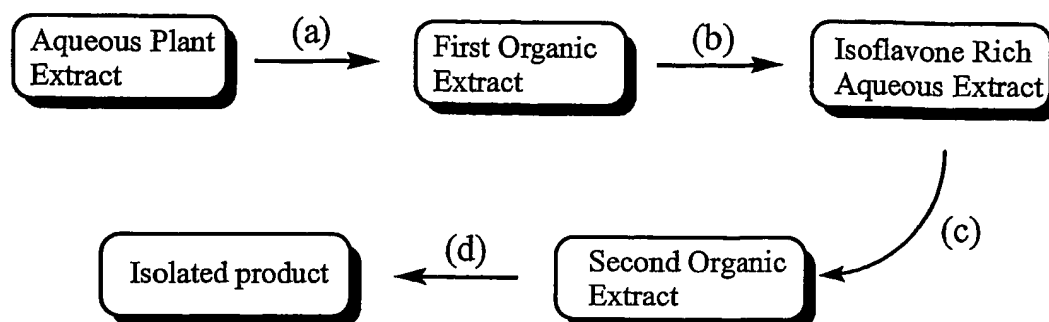 Aqueous Plant
Extract
(a)
First Organic
Extract
(b)
Isoflavone Rich
Aqueous Extract
(c)
Second Organic
Extract
(d)
Isolated product